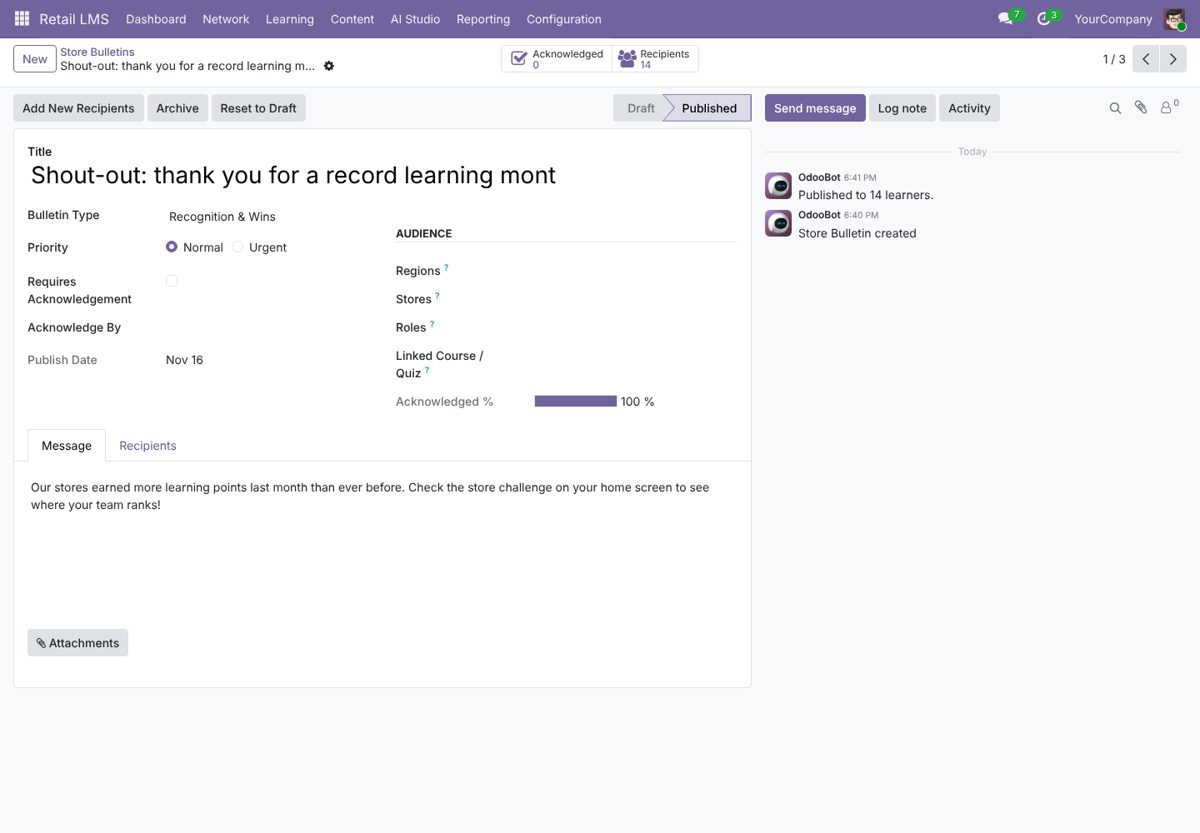 Retail LMS Dashboard Network Learning Content AI Studio Reporting Configuration 7 3 YourCompany
New Store Bulletins
Shout-out: thank you for a record learning m...
Acknowledged
0
Recipients
14
1 / 3
Add New Recipients Archive Reset to Draft Draft Published
Send message Log note Activity 0
Title
Shout-out: thank you for a record learning mont
Bulletin Type Recognition & Wins
Priority Normal Urgent
Requires
Acknowledgement
Acknowledge By
Publish Date Nov 16
AUDIENCE
Regions ?
Stores ?
Roles ?
Linked Course /
Quiz ?
Acknowledged % 100 %
Message Recipients
Our stores earned more learning points last month than ever before. Check the store challenge on your home screen to see
where your team ranks!
Attachments
Today
OdooBot 6:41 PM
Published to 14 learners.
OdooBot 6:40 PM
Store Bulletin created